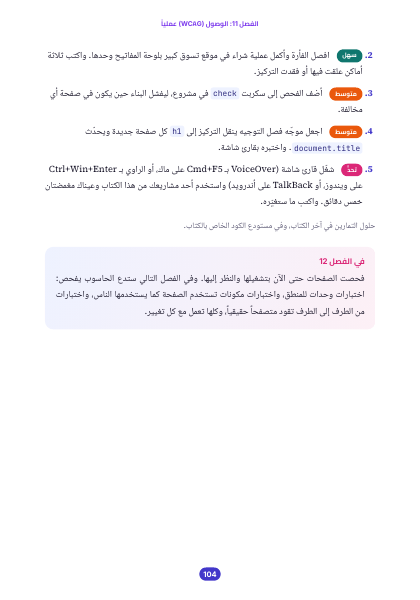 الفصل 11: الوصول (WCAG) عملياً
2. سهل افصل الفأرة وأكمل عملية شراء في موقع تسوق كبير بلوحة المفاتيح وحدها. واكتب ثلاثة
أماكن علقت فيها أو فقدت التركيز.
3. متوسط أضف الفحص إلى سكربت check في مشروع، ليفشل البناء حين يكون في صفحة أي
مخالفة.
4. متوسط اجعل موجّه فصل التوجيه ينقل التركيز إلى h1 كل صفحة جديدة ويحدّث
document.title. واختبره بقارئ شاشة.
5. تحدٍّ شغّل قارئ شاشة (VoiceOver بـ Cmd+F5 على ماك، أو الراوي بـ Ctrl+Win+Enter
على ويندوز، أو TalkBack على أندرويد) واستخدم أحد مشاريعك من هذا الكتاب وعيناك مغمضتان
خمس دقائق. واكتب ما ستغيّره.
حلول التمارين في آخر الكتاب، وفي مستودع الكود الخاص بالكتاب.
في الفصل 12
فحصت الصفحات حتى الآن بتشغيلها والنظر إليها. وفي الفصل التالي ستدع الحاسوب يفحص:
اختبارات وحدات للمنطق، واختبارات مكونات تستخدم الصفحة كما يستخدمها الناس، واختبارات
من الطرف إلى الطرف تقود متصفحاً حقيقياً، وكلها تعمل مع كل تغيير.
104